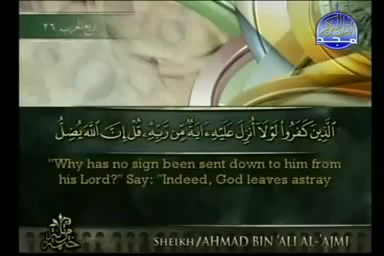 ربع الحزب ٢٦
الَّذِينَ كَفَرُوا۟ لَوْلَآ أُنزِلَ عَلَيْهِ ءَايَةٌ مِّن رَّبِّهِۦ ۗ قُلْ إِنَّ ٱللَّهَ يُضِلُّ
"Why has no sign been sent down to him from
his Lord?" Say: "Indeed, God leaves astray
SHEIKH/AHMAD BIN 'ALI AL-'AJMI